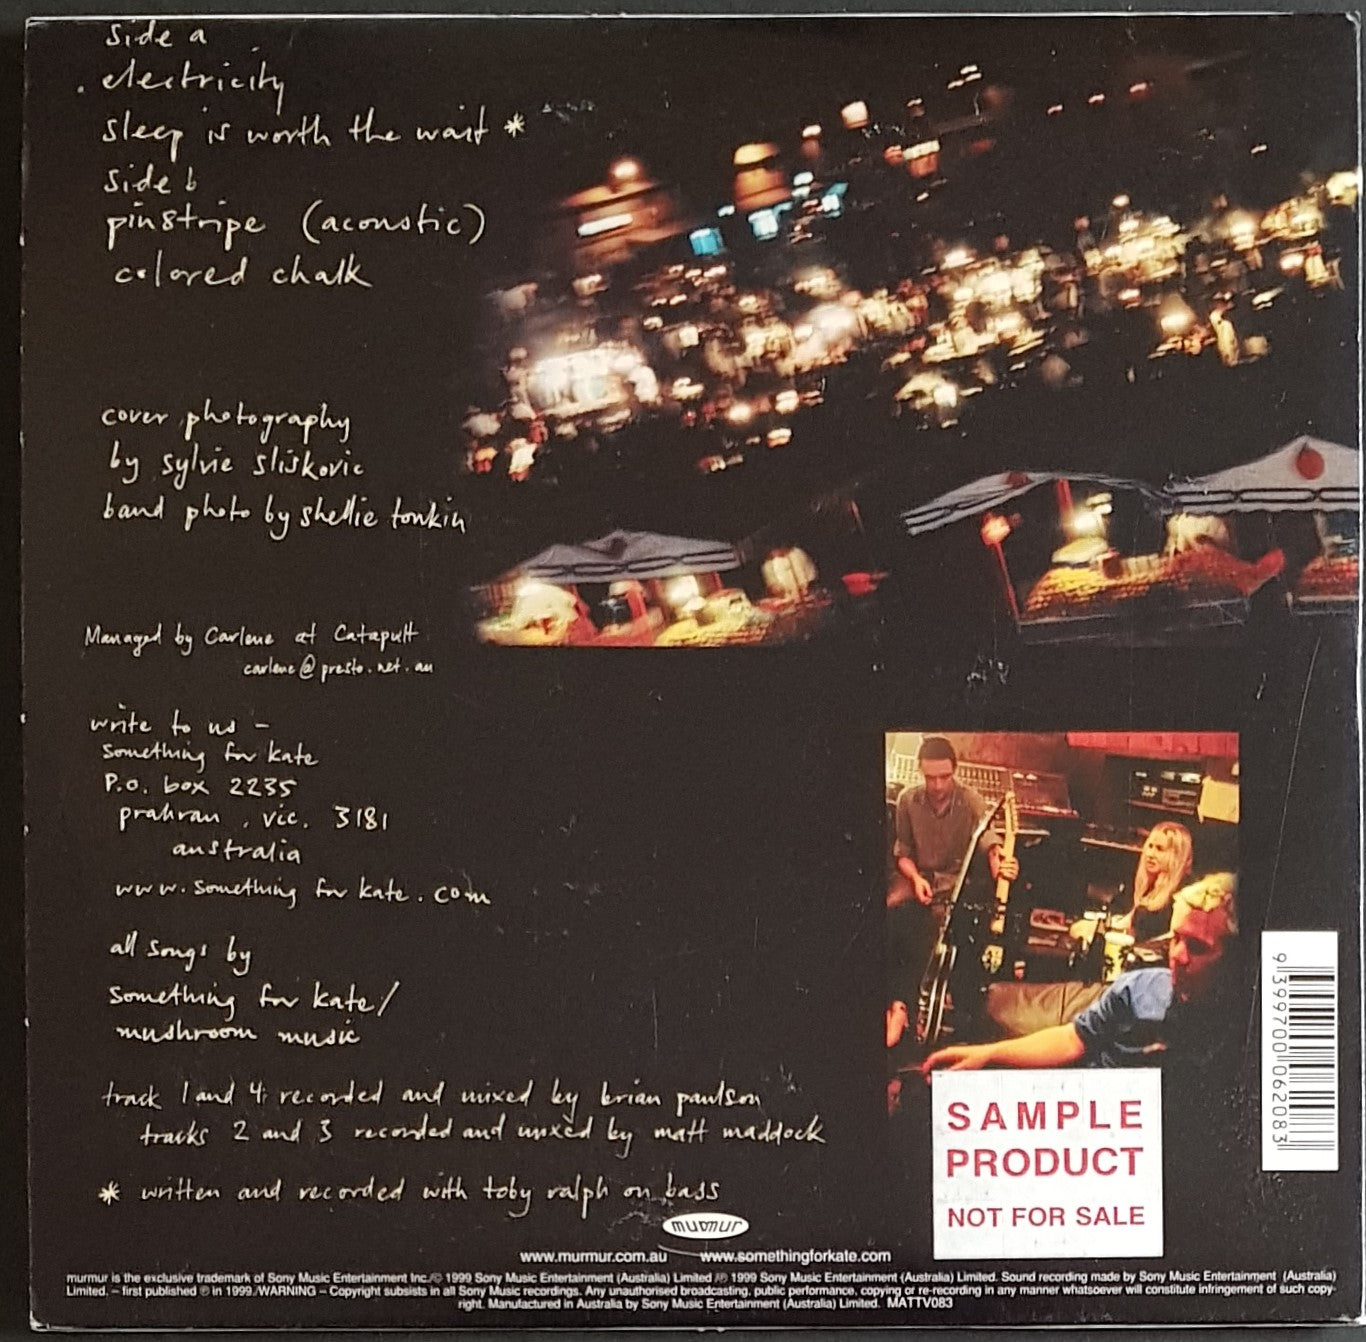 side a
electricity
sleep is worth the wait *
side b
pinstripe (acoustic)
colored chalk
cover photography
by sylvie sliskovic
band photo by shellie tonkin
Managed by Carlene at Catapult
carlene@presto.net.au
write to us -
something for kate
P.o. box 2235
prahran, vic. 3181
australia
www.something for kate.com
all songs by
something for kate/
mushroom music
track 1 and 4 recorded and mixed by brian paulson
tracks 2 and 3 recorded and mixed by matt maddock
* written and recorded with toby ralph on bass
murmur
www.murmur.com.au www.somethingforkate.com
murmur is the exclusive trademark of Sony Music Entertainment Inc./© 1999 Sony Music Entertainment (Australia) Limited /℗ 1999 Sony Music Entertainment (Australia) Limited. Sound recording made by Sony Music Entertainment (Australia)
Limited. – first published ℗ in 1999/WARNING – Copyright subsists in all Sony Music recordings. Any unauthorised broadcasting, public performance, copying or re-recording in any manner whatsoever will constitute infringement of such copy-
right. Manufactured in Australia by Sony Music Entertainment (Australia) Limited. MATTV083
SAMPLE
PRODUCT
NOT FOR SALE
9 399700 062083